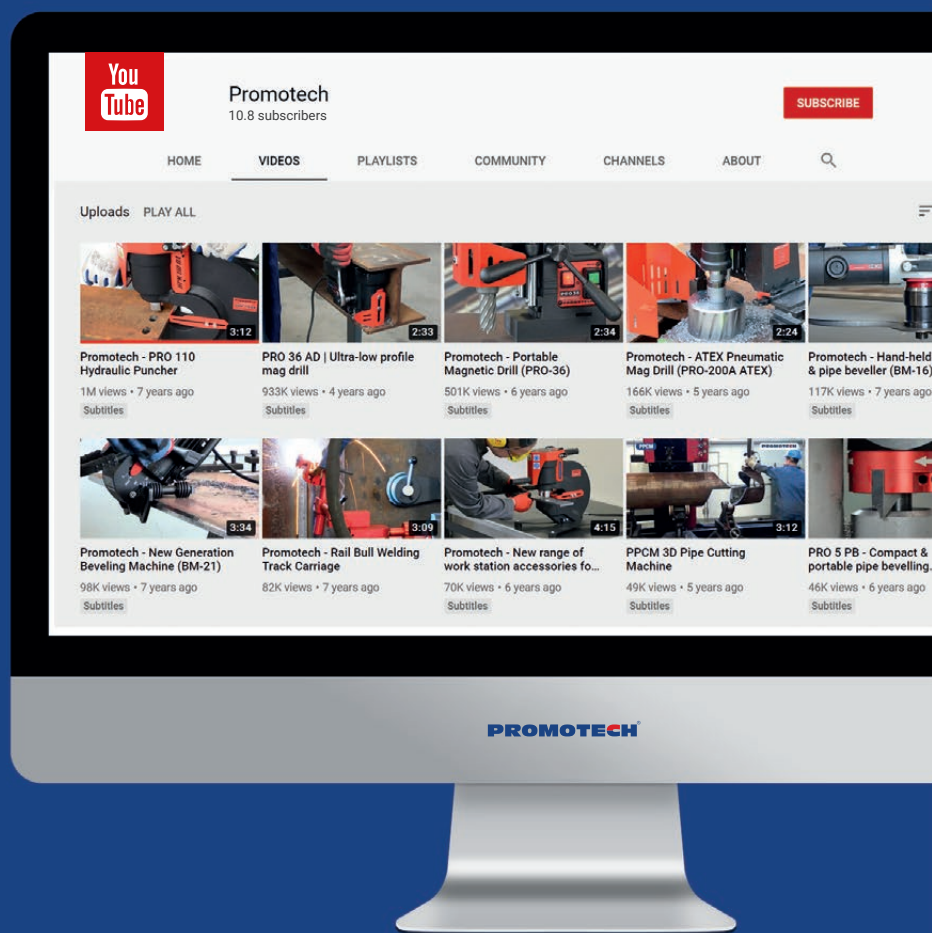 You
Tube
Promotech
10.8 subscribers
SUBSCRIBE
HOME VIDEOS PLAYLISTS COMMUNITY CHANNELS ABOUT
Uploads PLAY ALL
3:12 2:33 2:34 2:24
Promotech - PRO 110
Hydraulic Puncher
1M views • 7 years ago
Subtitles
PRO 36 AD | Ultra-low profile
mag drill
933K views • 4 years ago
Subtitles
PRO 36
Promotech - Portable
Magnetic Drill (PRO-36)
501K views • 6 years ago
Subtitles
Promotech - ATEX Pneumatic
Mag Drill (PRO-200A ATEX)
166K views • 5 years ago
Subtitles
Promotech - Hand-held
& pipe beveller (BM-16)
117K views • 7 years ago
Subtitles
3:34 3:09 4:15 3:12
Promotech - New Generation
Beveling Machine (BM-21)
98K views • 7 years ago
Subtitles
Promotech - Rail Bull Welding
Track Carriage
82K views • 7 years ago
Promotech - New range of
work station accessories fo...
70K views • 6 years ago
Subtitles
PPCM
PROMOTECH
PPCM 3D Pipe Cutting
Machine
49K views • 5 years ago
Subtitles
PRO 5 PB - Compact &
portable pipe bevelling.
46K views • 6 years ago
Subtitles
PROMOTECH